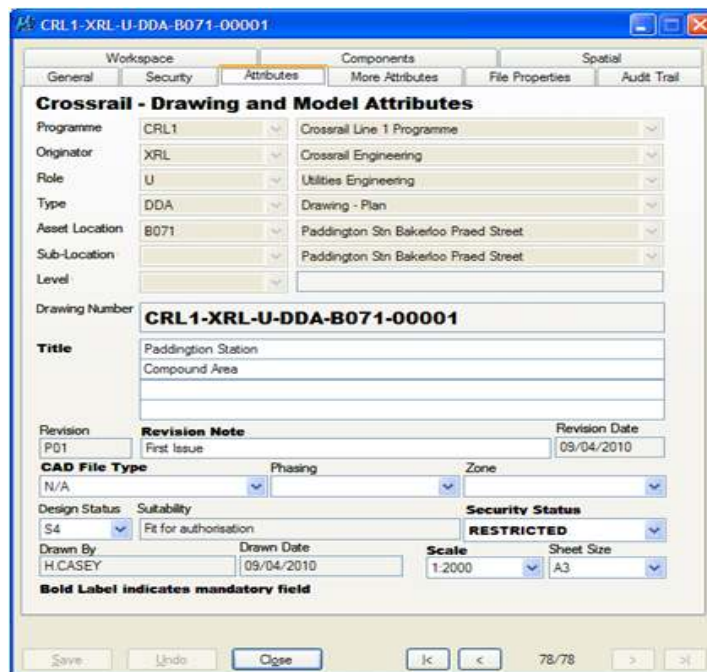 CRL1-XRL-U-DDA-B071-00001
Workspace Components Spatial
General Security Attributes More Attributes File Properties Audit Trail
Crossrail - Drawing and Model Attributes
Programme CRL1 Crossrail Line 1 Programme
Originator XRL Crossrail Engineering
Role U Utilities Engineering
Type DDA Drawing - Plan
Asset Location B071 Paddington Stn Bakerloo Praed Street
Sub-Location Paddington Stn Bakerloo Praed Street
Level
Drawing Number CRL1-XRL-U-DDA-B071-00001
Title Paddingtion Station
Compound Area
Revision Revision Note Revision Date
P01 First Issue 09/04/2010
CAD File Type Phasing Zone
N/A
Design Status Suitability Security Status
S4 Fit for authorisation RESTRICTED
Drawn By Drawn Date Scale Sheet Size
H.CASEY 09/04/2010 1:2000 A3
Bold Label indicates mandatory field
Save Undo Close |< < 78/78 > >|